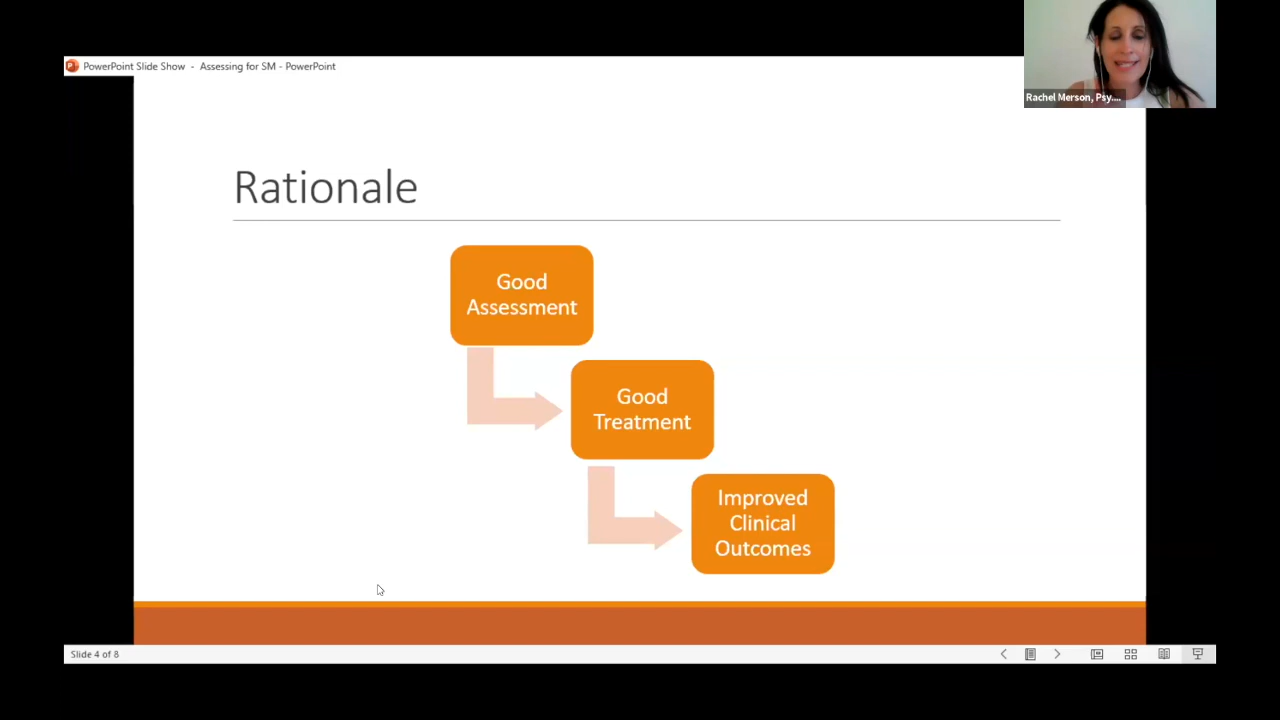 PowerPoint Slide Show - Assessing for SM - PowerPoint
Rachel Merson, Psy....
Rationale
Good
Assessment
Good
Treatment
Improved
Clinical
Outcomes
Slide 4 of 8